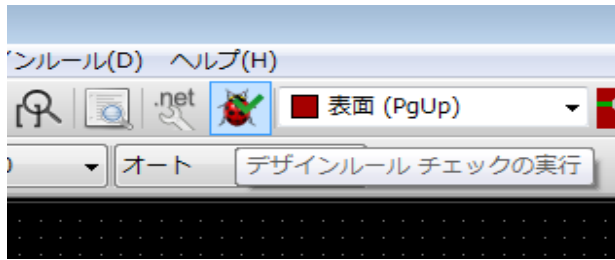 インルール(D) ヘルプ(H)
.net
表面 (PgUp)
オート
デザインルール チェックの実行